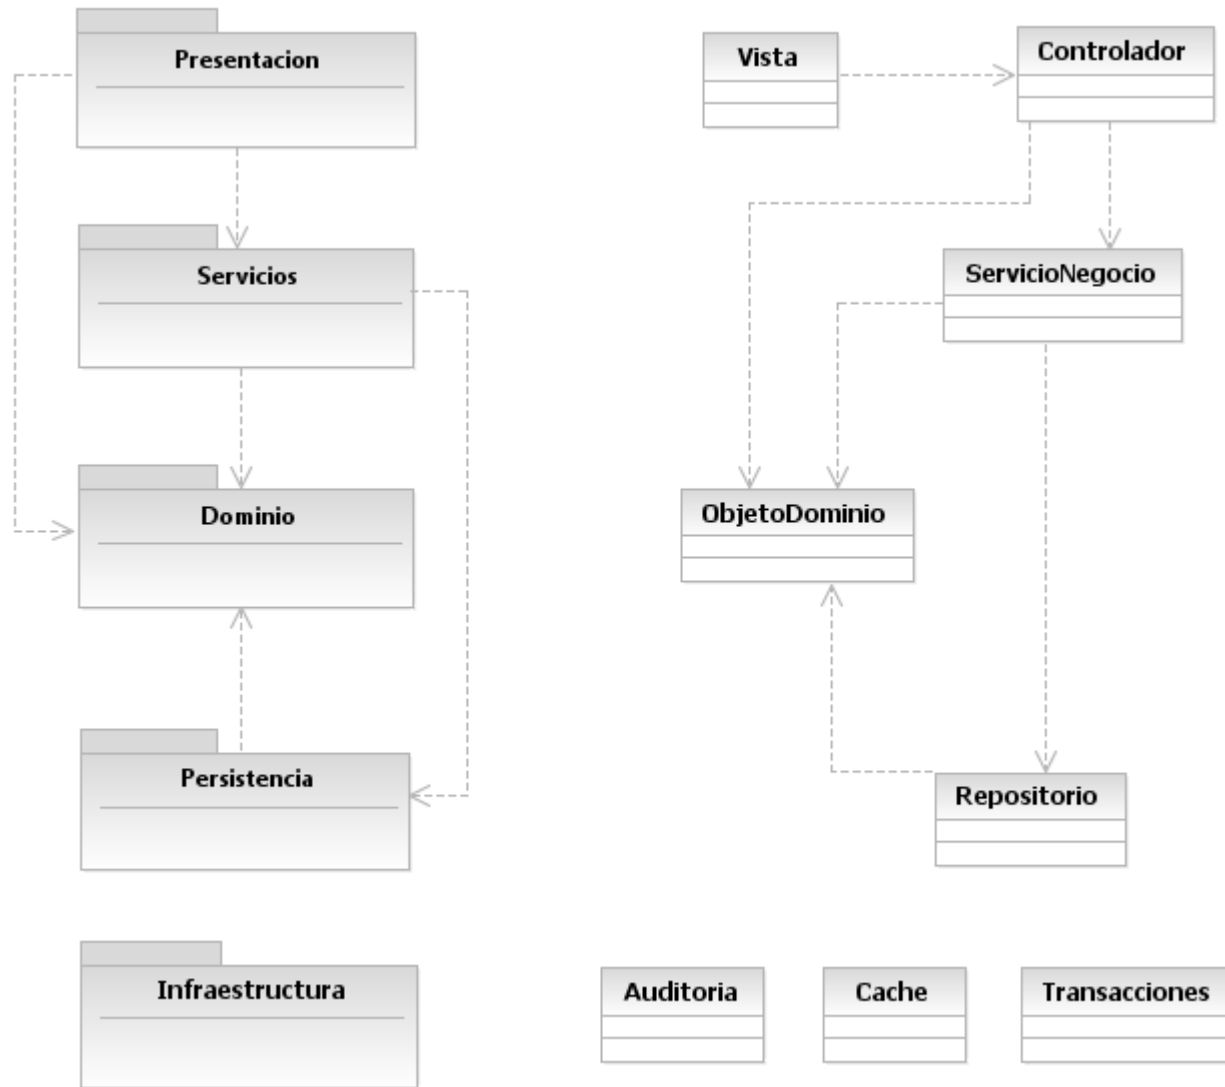 Presentacion
Vista
Controlador
Servicios
ServicioNegocio
Dominio
ObjetoDominio
Persistencia
Repositorio
Infraestructura
Auditoria
Cache
Transacciones